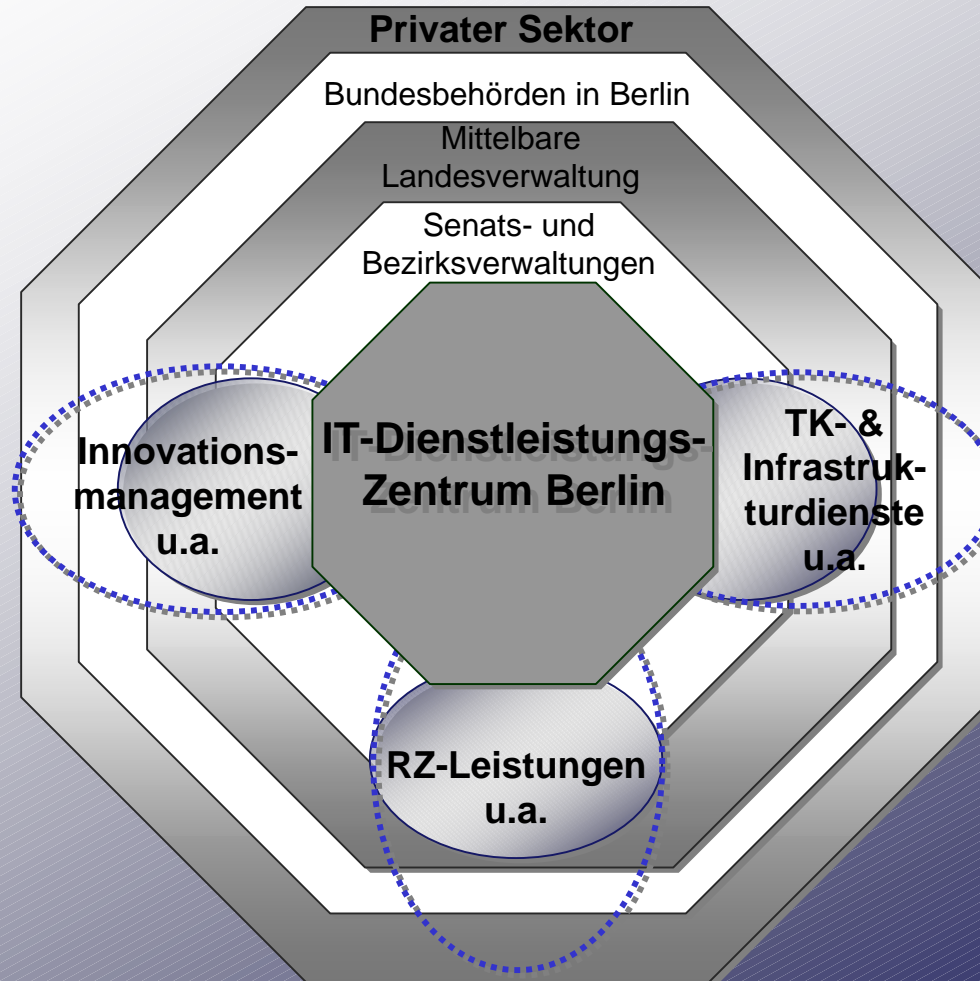 Privater Sektor
Bundesbehörden in Berlin
Mittelbare
Landesverwaltung
Senats- und
Bezirksverwaltungen
IT-Dienstleistungs-
Zentrum Berlin
Innovations-
management
u.a.
TK- &
Infrastruk-
turdienste
u.a.
RZ-Leistungen
u.a.